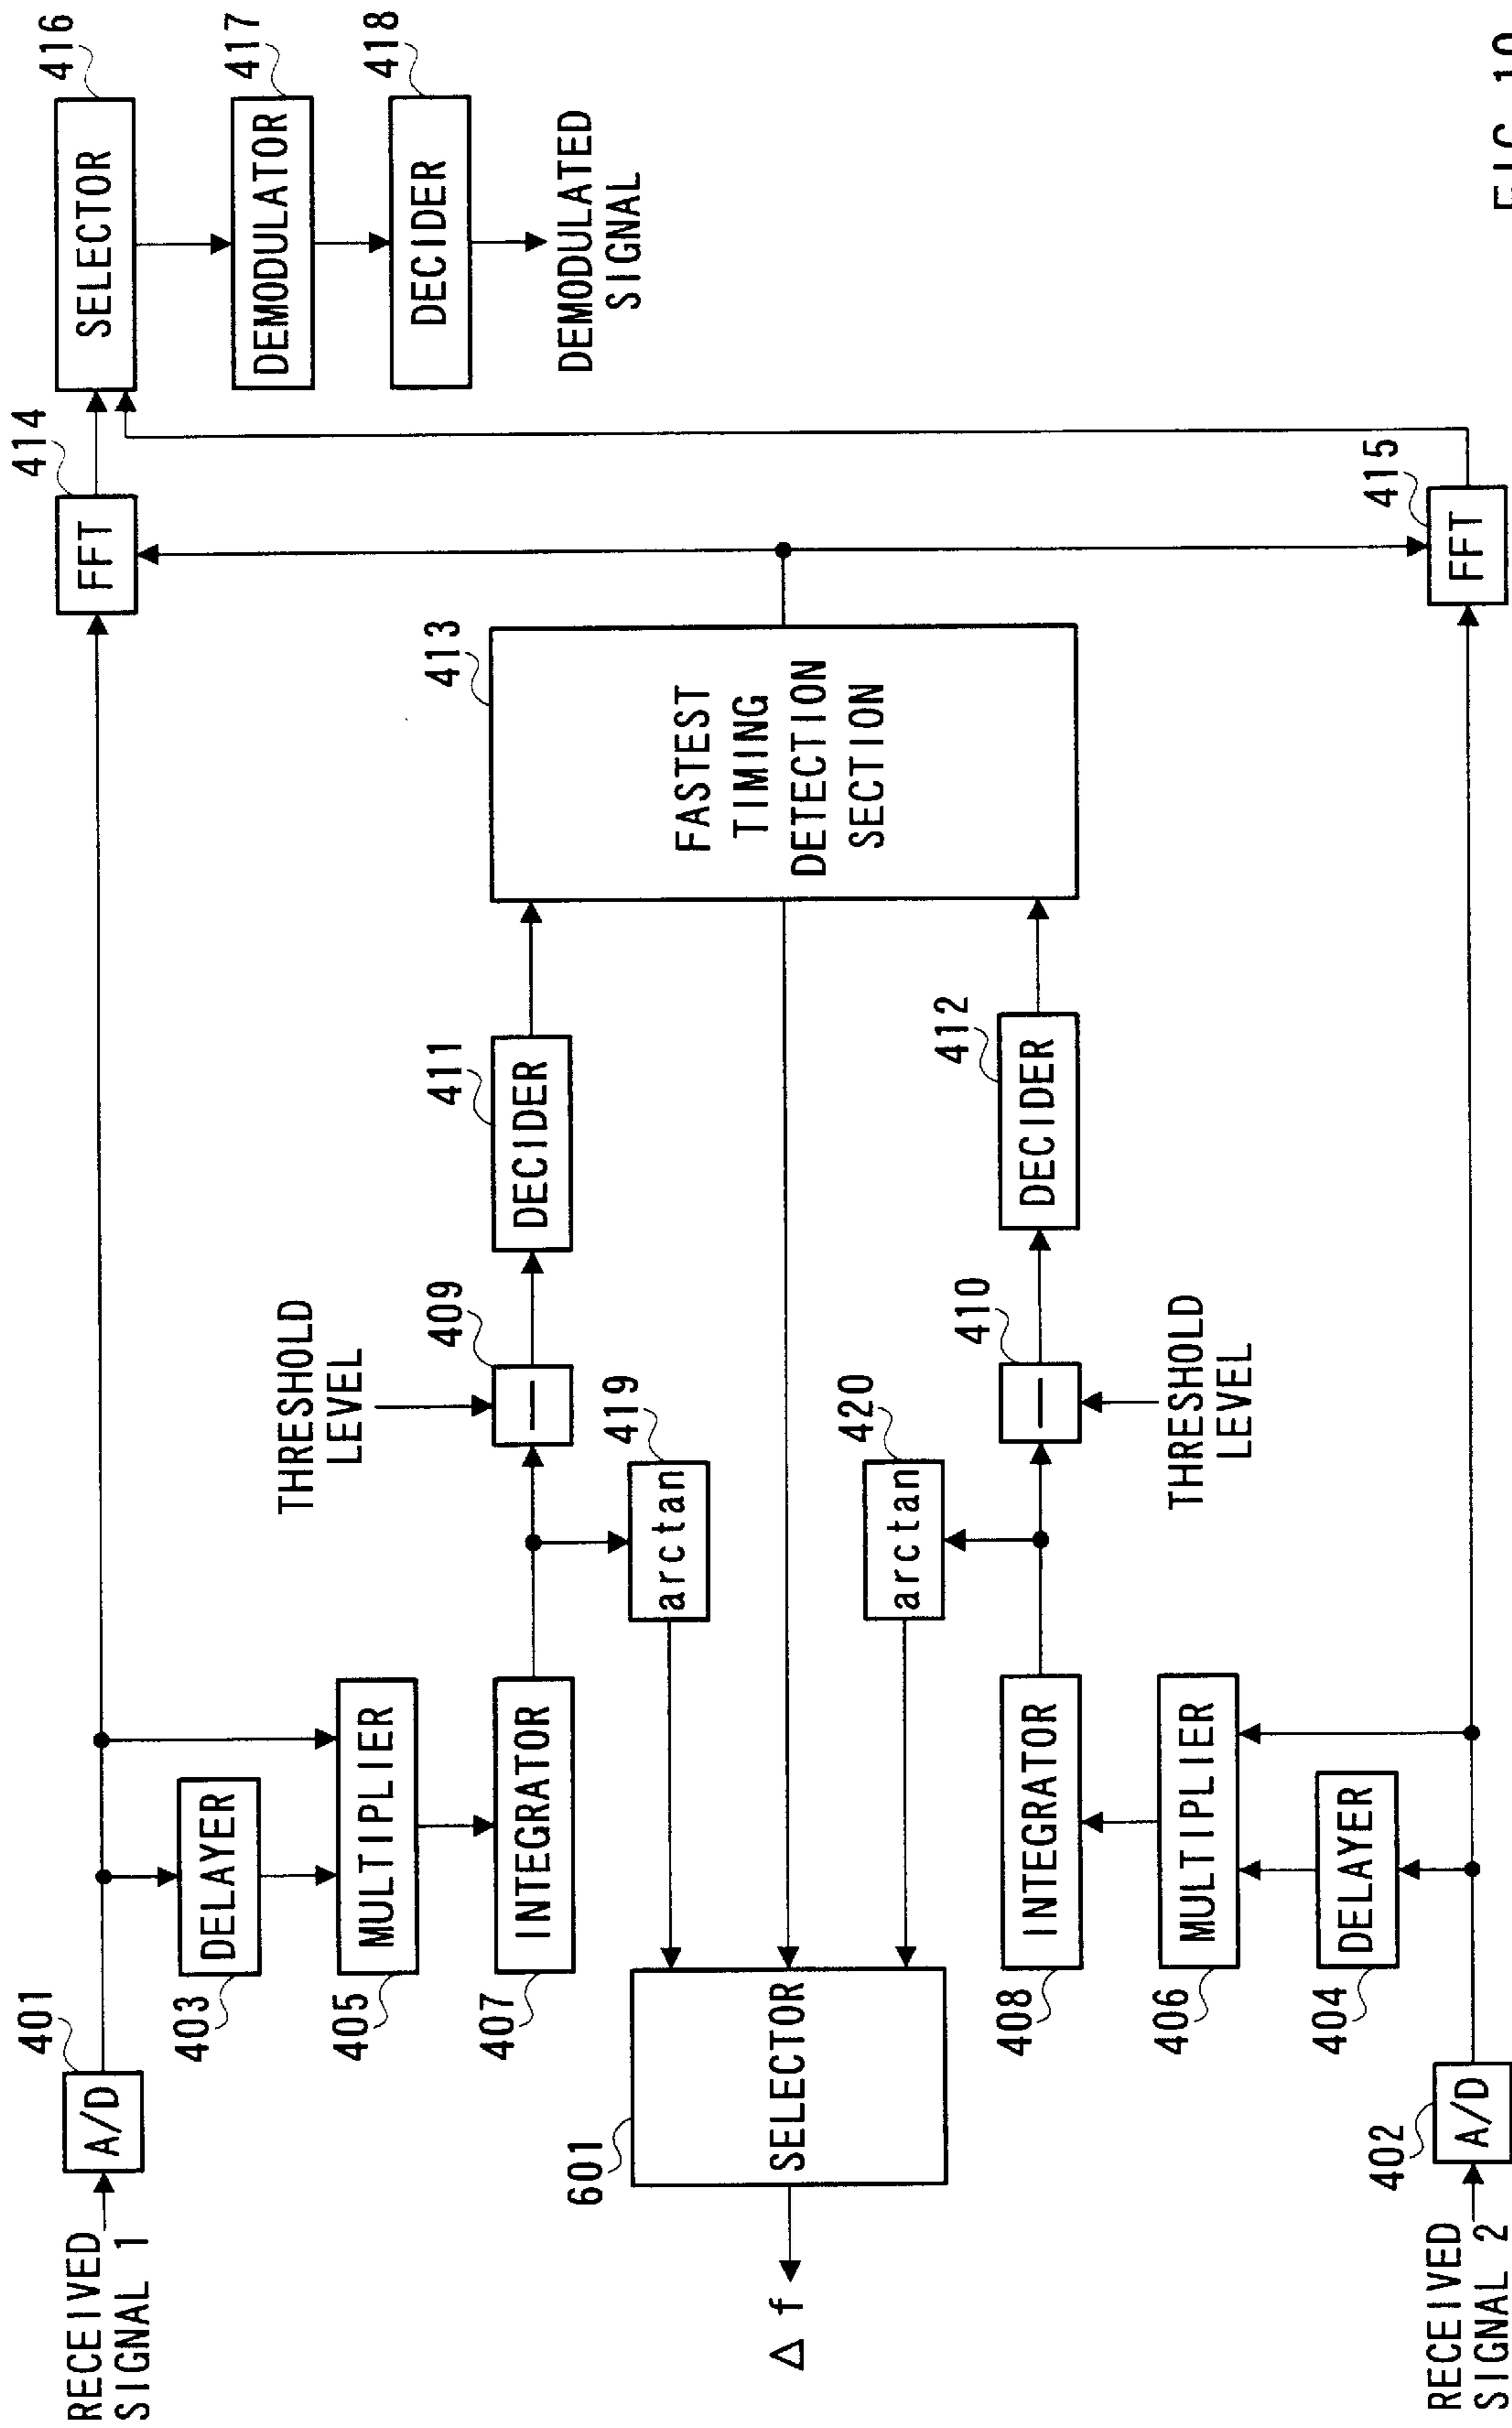 RECEIVED
SIGNAL 1
A/D
401
DELAYER
403
MULTIPLIER
405
INTEGRATOR
407
THRESHOLD
LEVEL
409
DECIDER
411
arctan
419
FASTEST
TIMING
DETECTION
SECTION
413
FFT
414
SELECTOR
416
DEMODULATOR
417
DECIDER
418
DEMODULATED
SIGNAL
Δ f
SELECTOR
601
arctan
420
INTEGRATOR
408
410
THRESHOLD
LEVEL
DECIDER
412
MULTIPLIER
406
DELAYER
404
RECEIVED
SIGNAL 2
A/D
402
FFT
415